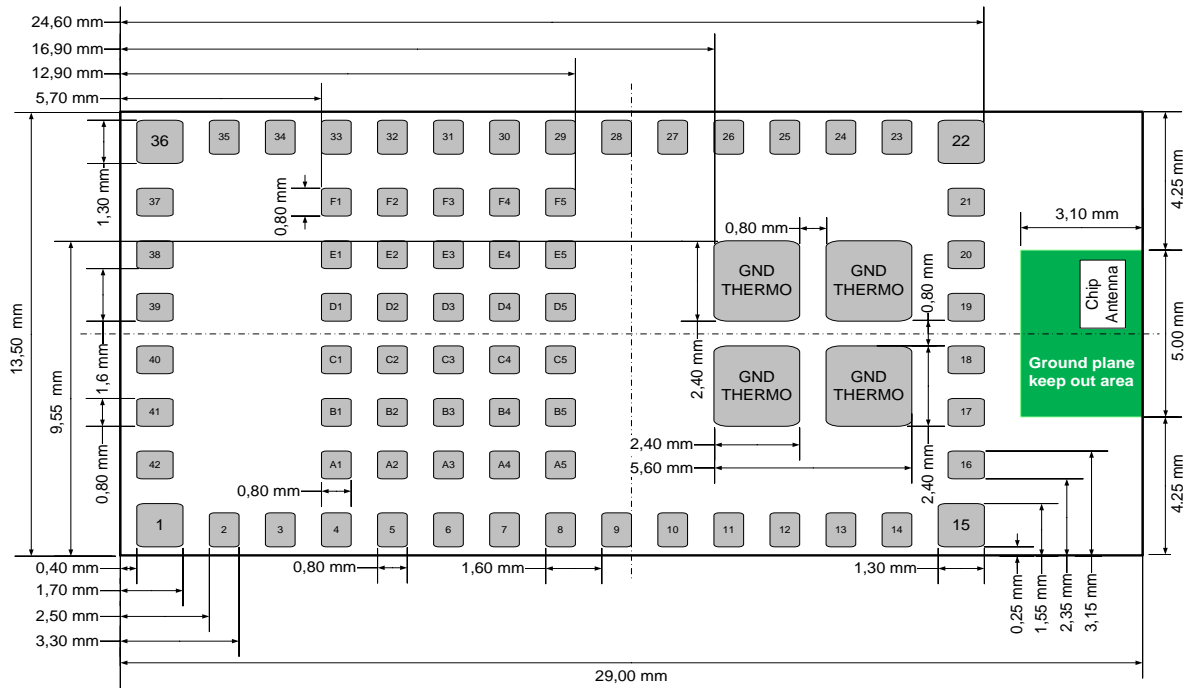 24,60 mm
16,90 mm
12,90 mm
5,70 mm
36 35 34 33 32 31 30 29 28 27 26 25 24 23 22
1,30 mm
4.25 mm
37 F1 F2 F3 F4 F5 21
0,80 mm
0,80 mm
3,10 mm
38 E1 E2 E3 E4 E5 20
GND
THERMO
GND
THERMO
0,80 mm
39 D1 D2 D3 D4 D5 19
Chip
Antenna
13,50 mm
9,55 mm
1,6 mm
2,40 mm
5.00 mm
40 C1 C2 C3 C4 C5 18
GND
THERMO
GND
THERMO
Ground plane
keep out area
41 B1 B2 B3 B4 B5 17
2,40 mm
5,60 mm
2,40 mm
42 A1 A2 A3 A4 A5 16
0,80 mm
0,80 mm
4.25 mm
1 2 3 4 5 6 7 8 9 10 11 12 13 14 15
0,40 mm
0,80 mm
1,60 mm
1,30 mm
1,70 mm
2,50 mm
3,30 mm
0,25 mm
1,55 mm
2,35 mm
3,15 mm
29,00 mm